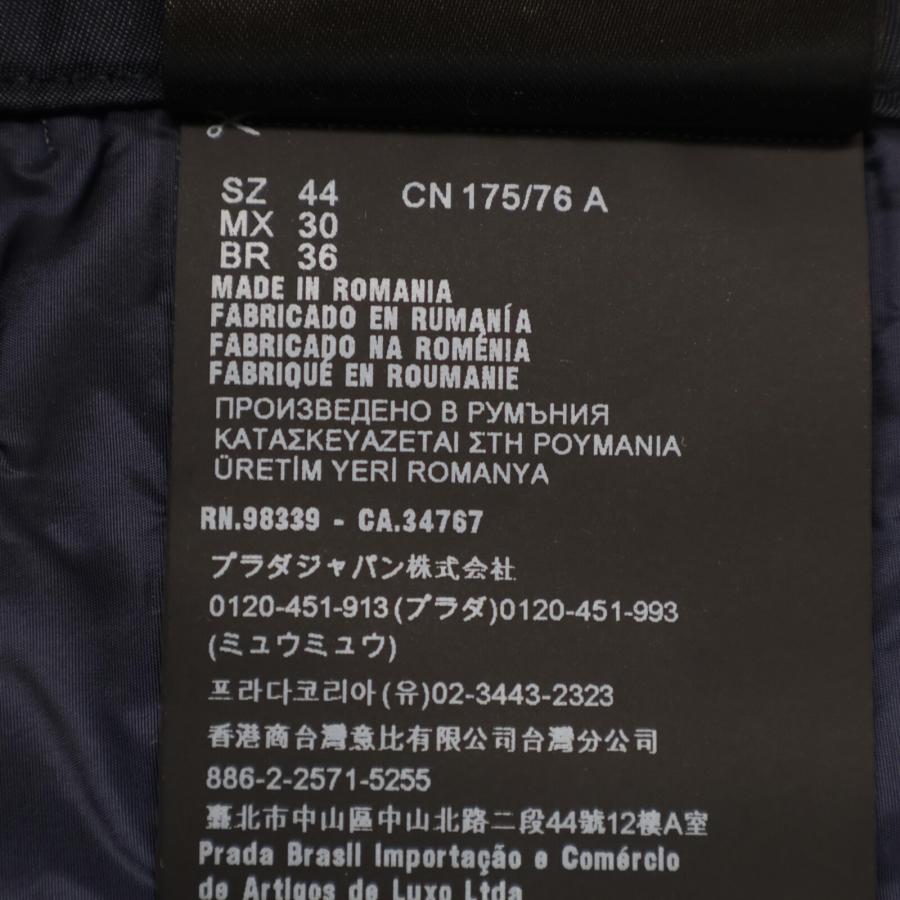 SZ 44 CN 175/76 A
MX 30
BR 36
MADE IN ROMANIA
FABRICADO EN RUMANÍA
FABRICADO NA ROMÉNIA
FABRIQUÉ EN ROUMANIE
ПРОИЗВЕДЕНО В РУМЪНИЯ
ΚΑΤΑΣΚΕΥΑΖΕΤΑΙ ΣΤΗ ΡΟΥΜΑΝΙΑ
ÜRETİM YERİ ROMANYA
RN.98339 - CA.34767
プラダジャパン株式会社
0120-451-913(プラダ)0120-451-993
(ミュウミュウ)
프라다코리아(유)02-3443-2323
香港商台灣意比有限公司台灣分公司
886-2-2571-5255
臺北市中山區中山北路二段44號12樓A室
Prada Brasil Importação e Comércio
de Artigos de Luxo Ltda